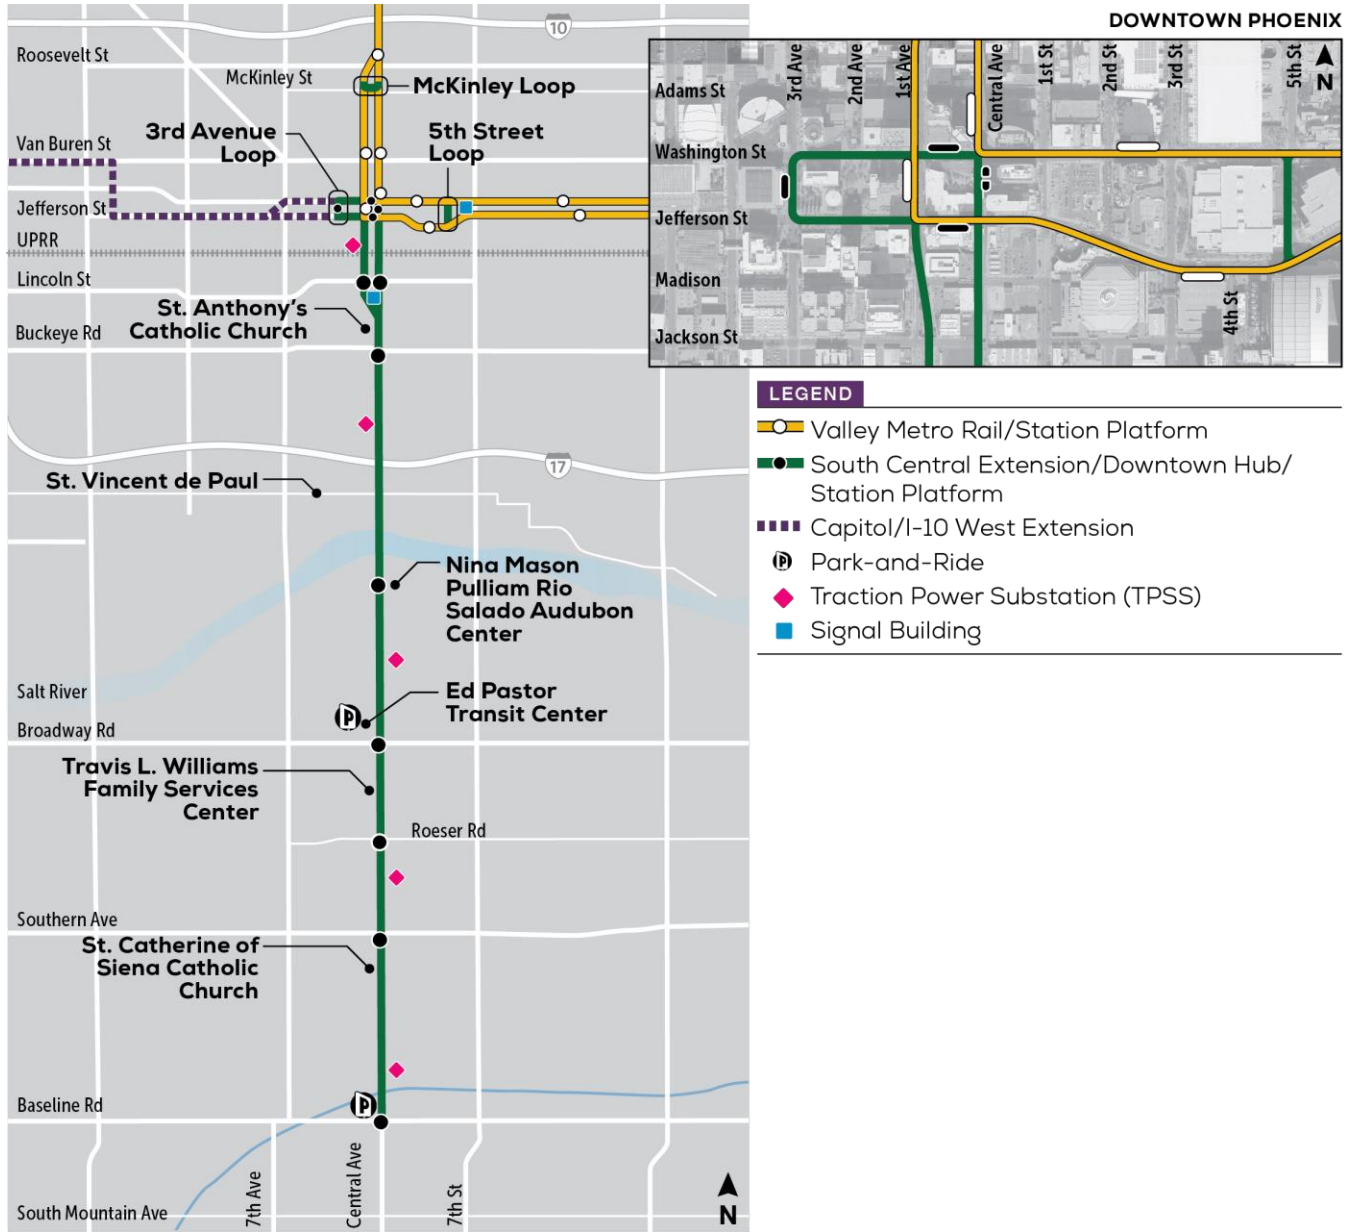 DOWNTOWN PHOENIX
10
Roosevelt St
McKinley St
McKinley Loop
3rd Avenue
Loop
5th Street
Loop
Van Buren St
Jefferson St
UPRR
Lincoln St
St. Anthony's
Catholic Church
Buckeye Rd
17
St. Vincent de Paul
Nina Mason
Pulliam Rio
Salado Audubon
Center
Salt River
Ed Pastor
Transit Center
P
Broadway Rd
Travis L. Williams
Family Services
Center
Roeser Rd
Southern Ave
St. Catherine of
Siena Catholic
Church
P
Baseline Rd
7th Ave
Central Ave
7th St
South Mountain Ave
N
3rd Ave
2nd Ave
1st Ave
Central Ave
1st St
2nd St
3rd St
5th St
N
Adams St
Washington St
Jefferson St
Madison
4th St
Jackson St
LEGEND
Valley Metro Rail/Station Platform
South Central Extension/Downtown Hub/
Station Platform
Capitol/I-10 West Extension
P
Park-and-Ride
Traction Power Substation (TPSS)
Signal Building